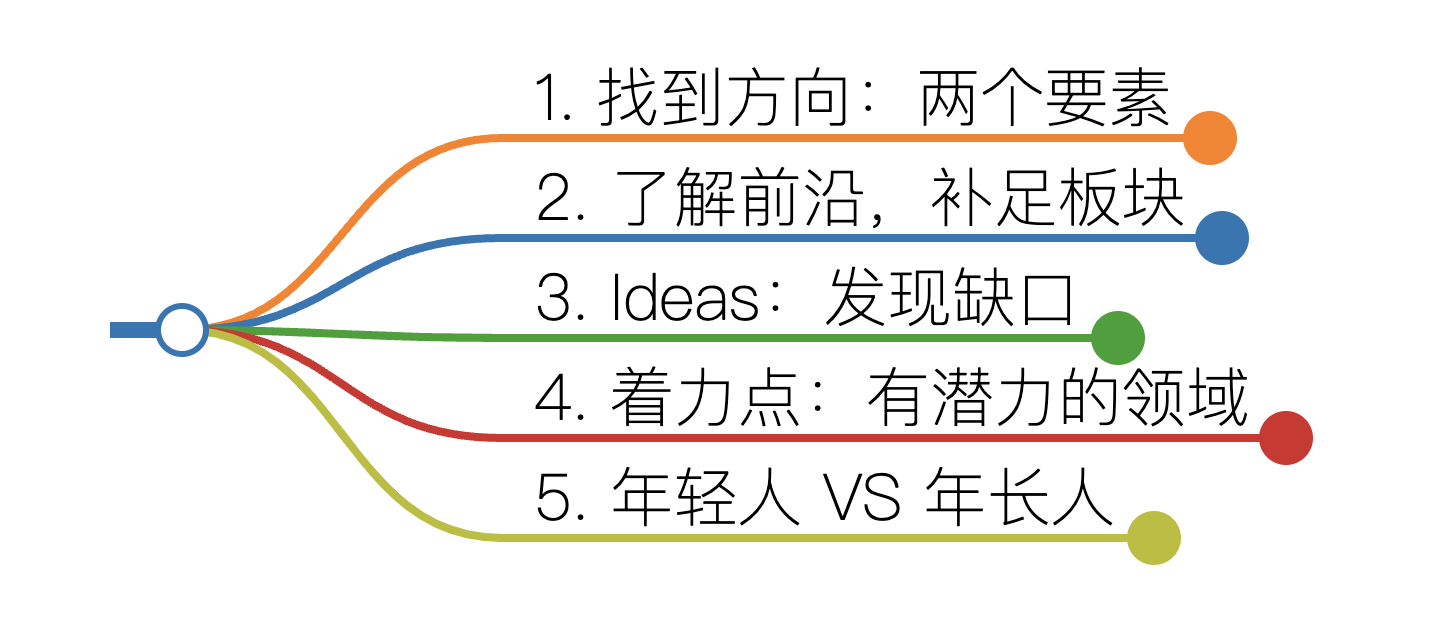 1. 找到方向：两个要素
2. 了解前沿，补足板块
3. Ideas：发现缺口
4. 着力点：有潜力的领域
5. 年轻人 VS 年长人